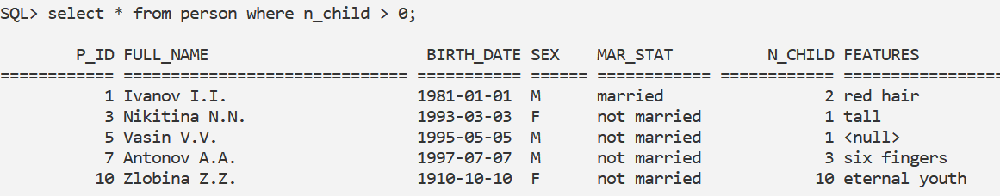 SQL> select * from person where n_child > 0;
P_ID FULL_NAME BIRTH_DATE SEX MAR_STAT N_CHILD FEATURES
============ ============================== =========== ====== ============ ============ =================
1 Ivanov I.I. 1981-01-01 M married 2 red hair
3 Nikitina N.N. 1993-03-03 F not married 1 tall
5 Vasin V.V. 1995-05-05 M not married 1 <null>
7 Antonov A.A. 1997-07-07 M not married 3 six fingers
10 Zlobina Z.Z. 1910-10-10 F not married 10 eternal youth